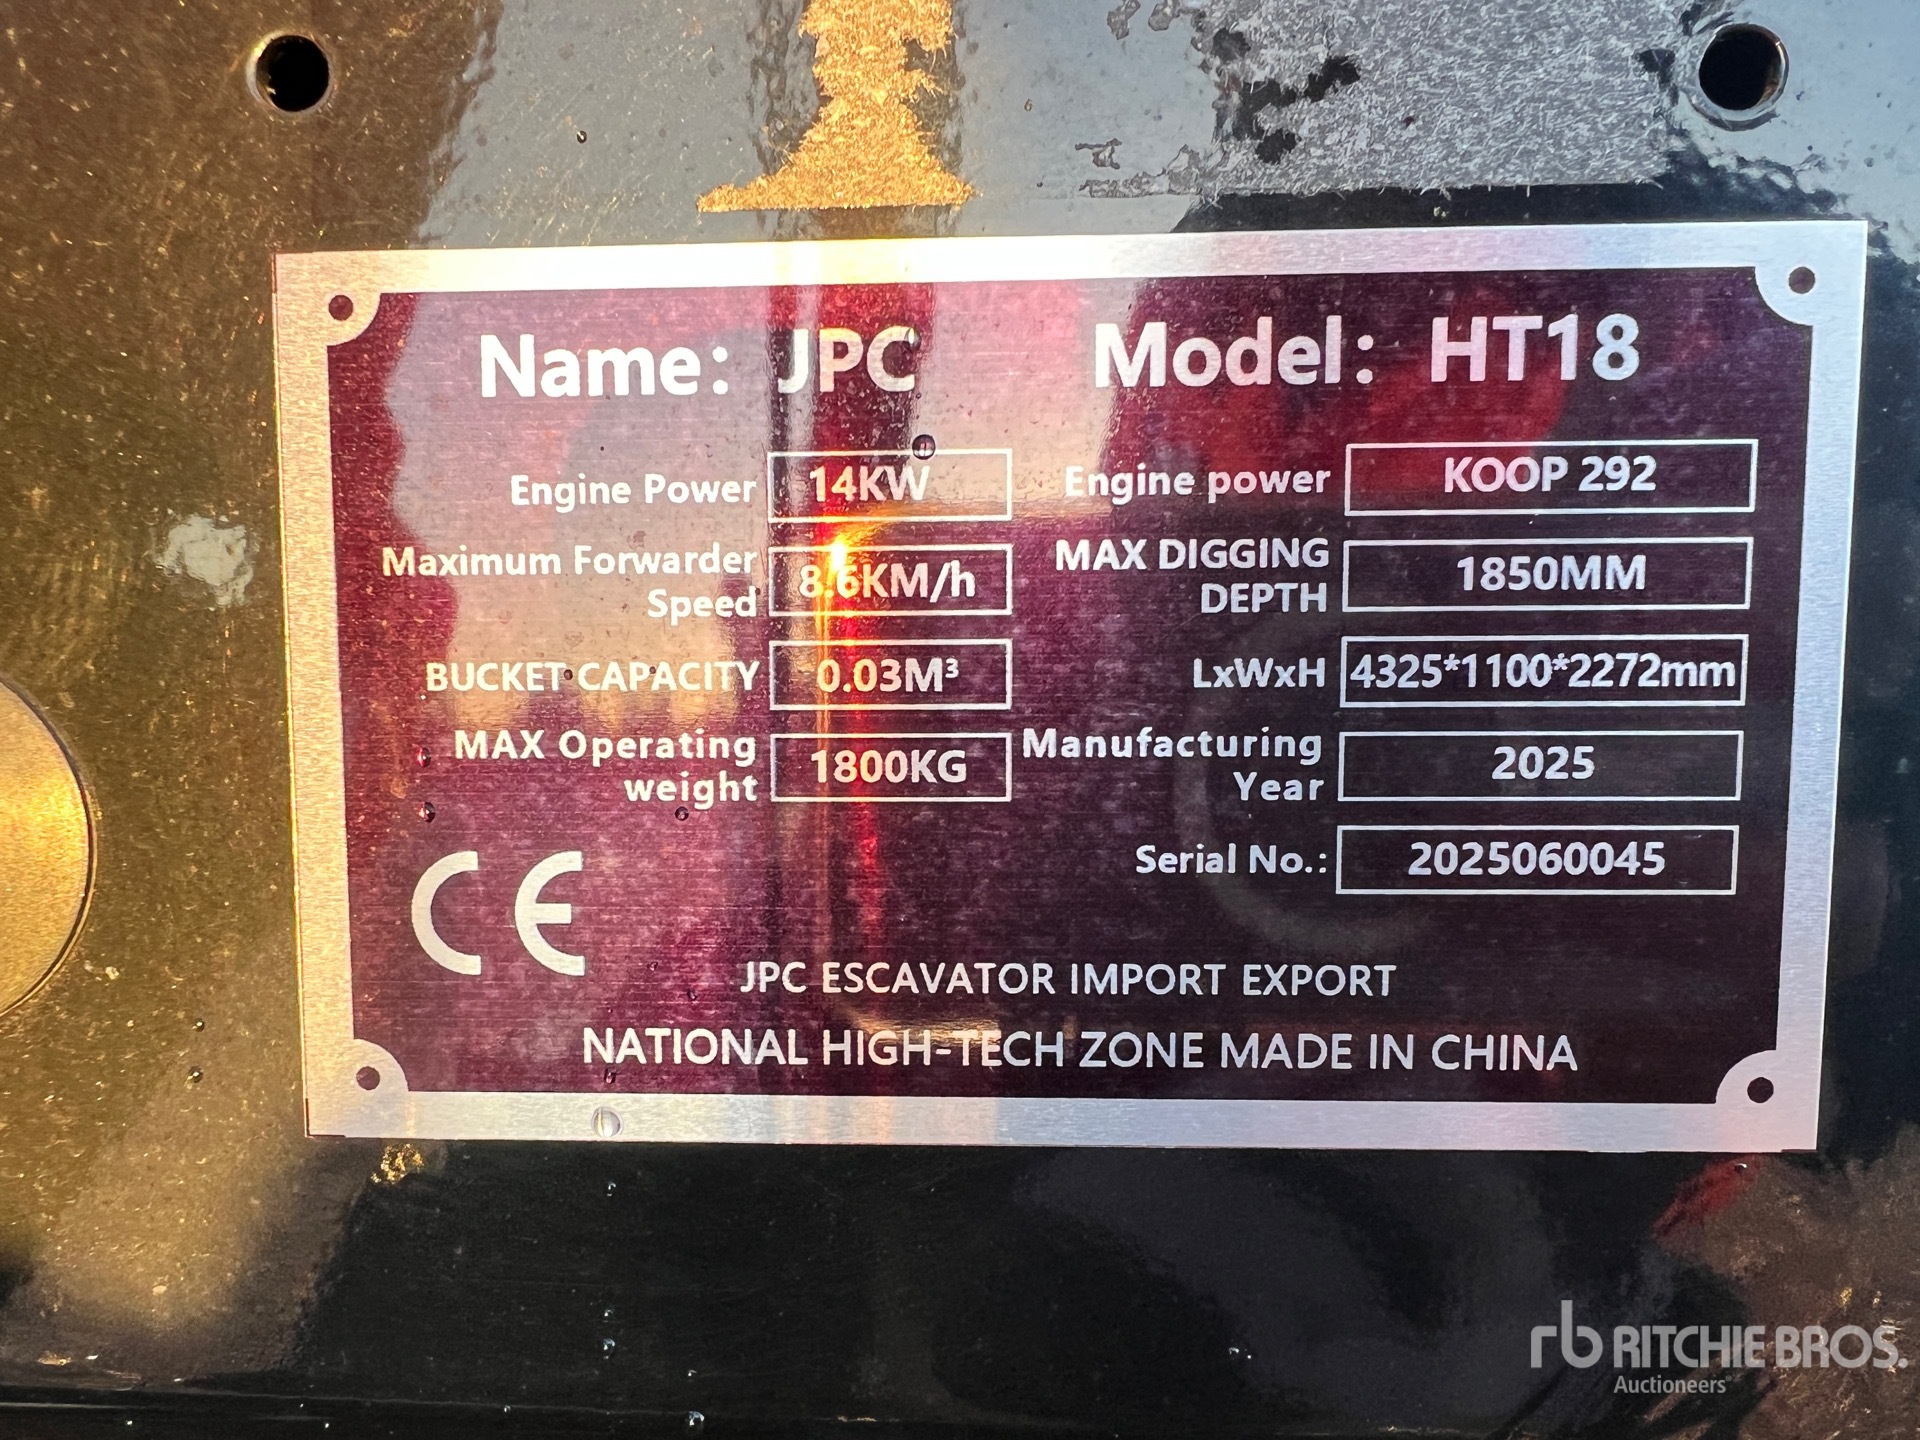 Name: JPC Model: HT18
Engine Power 14KW Engine power KOOP 292
Maximum Forwarder Speed 8.6KM/h MAX DIGGING DEPTH 1850MM
BUCKET CAPACITY 0.03M³ LxWxH 4325*1100*2272mm
MAX Operating weight 1800KG Manufacturing Year 2025
Serial No.: 2025060045
CE
JPC ESCAVATOR IMPORT EXPORT
NATIONAL HIGH-TECH ZONE MADE IN CHINA
rb RITCHIE BROS.
Auctioneers